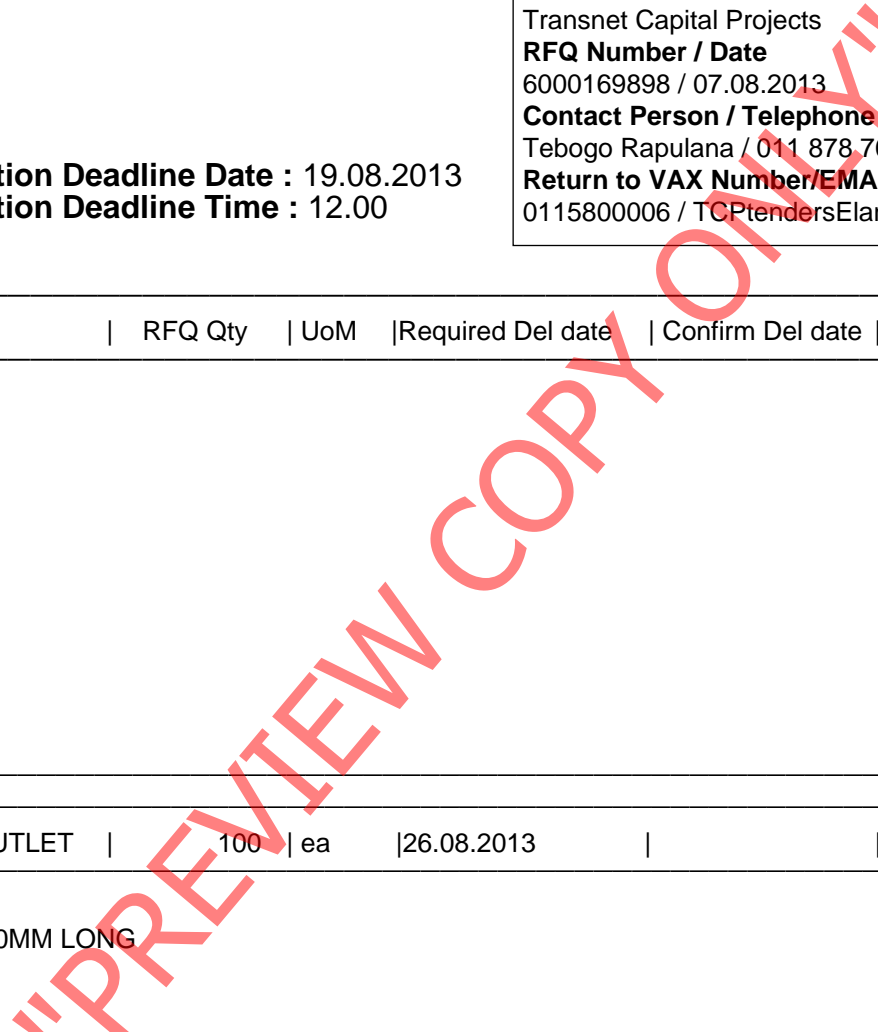 Transnet Capital Projects
RFQ Number / Date
6000169898 / 07.08.2013
Contact Person / Telephone
Tebogo Rapulana / 011 878
Return to VAX Number/EMA
0115800006 / TCPtendersElan
tion Deadline Date : 19.08.2013
tion Deadline Time : 12.00
| RFQ Qty | UoM |Required Del date | Confirm Del date |
UTLET | 100 | ea |26.08.2013 | |
0MM LONG
"PREVIEW COPY ONLY"